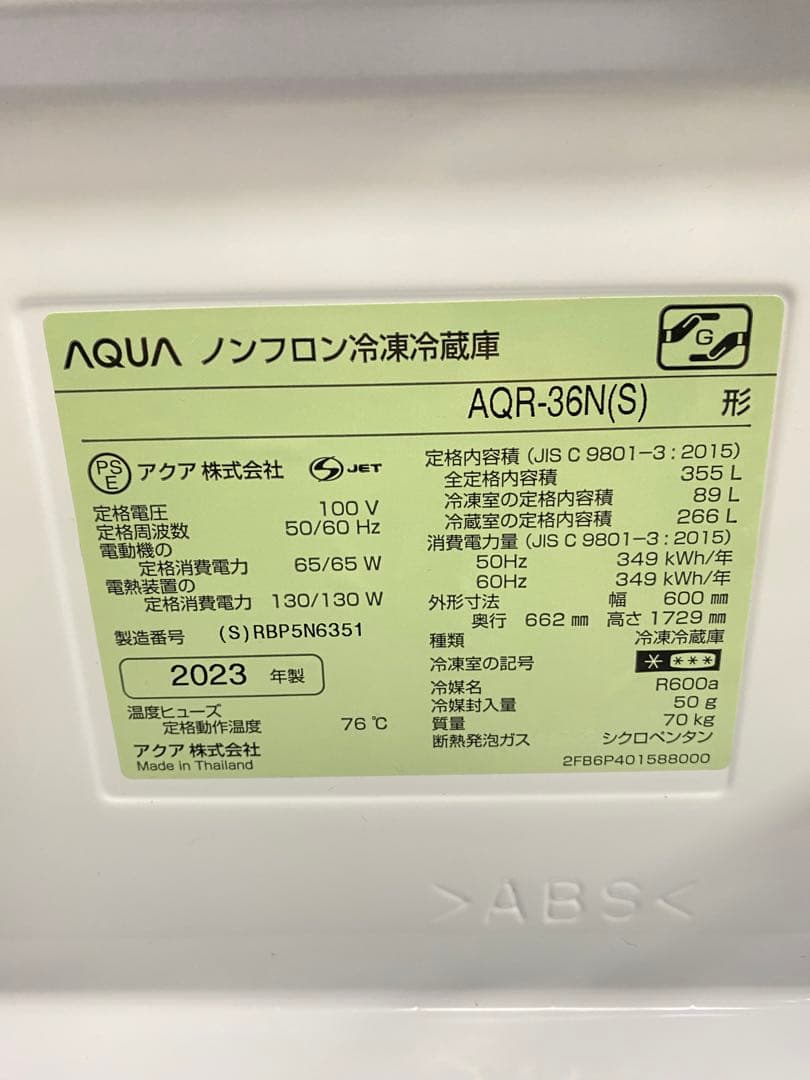 AQUA ノンフロン冷凍冷蔵庫
G
AQR-36N(S) 形
PSE アクア 株式会社 JET
定格電圧 100 V
定格周波数 50/60 Hz
電動機の
定格消費電力 65/65 W
電熱装置の
定格消費電力 130/130 W
製造番号 (S)RBP5N6351
2023 年製
温度ヒューズ
定格動作温度 76 ℃
アクア 株式会社
Made in Thailand
定格内容積 (JIS C 9801-3 : 2015)
全定格内容積 355 L
冷凍室の定格内容積 89 L
冷蔵室の定格内容積 266 L
消費電力量 (JIS C 9801-3 : 2015)
50Hz 349 kWh/年
60Hz 349 kWh/年
外形寸法 幅 600 ㎜
奥行 662 ㎜ 高さ 1729 ㎜
種類 冷凍冷蔵庫
冷凍室の記号 * ***
冷媒名 R600a
冷媒封入量 50 g
質量 70 kg
断熱発泡ガス シクロペンタン
2FB6P401588000
>ABS<